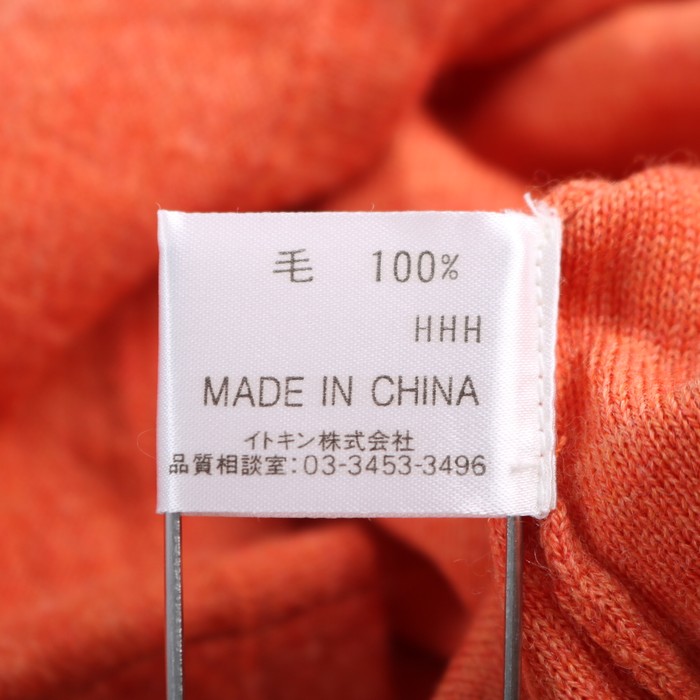 毛 100%
HHH
MADE IN CHINA
イトキン株式会社
品質相談室:03-3453-3496